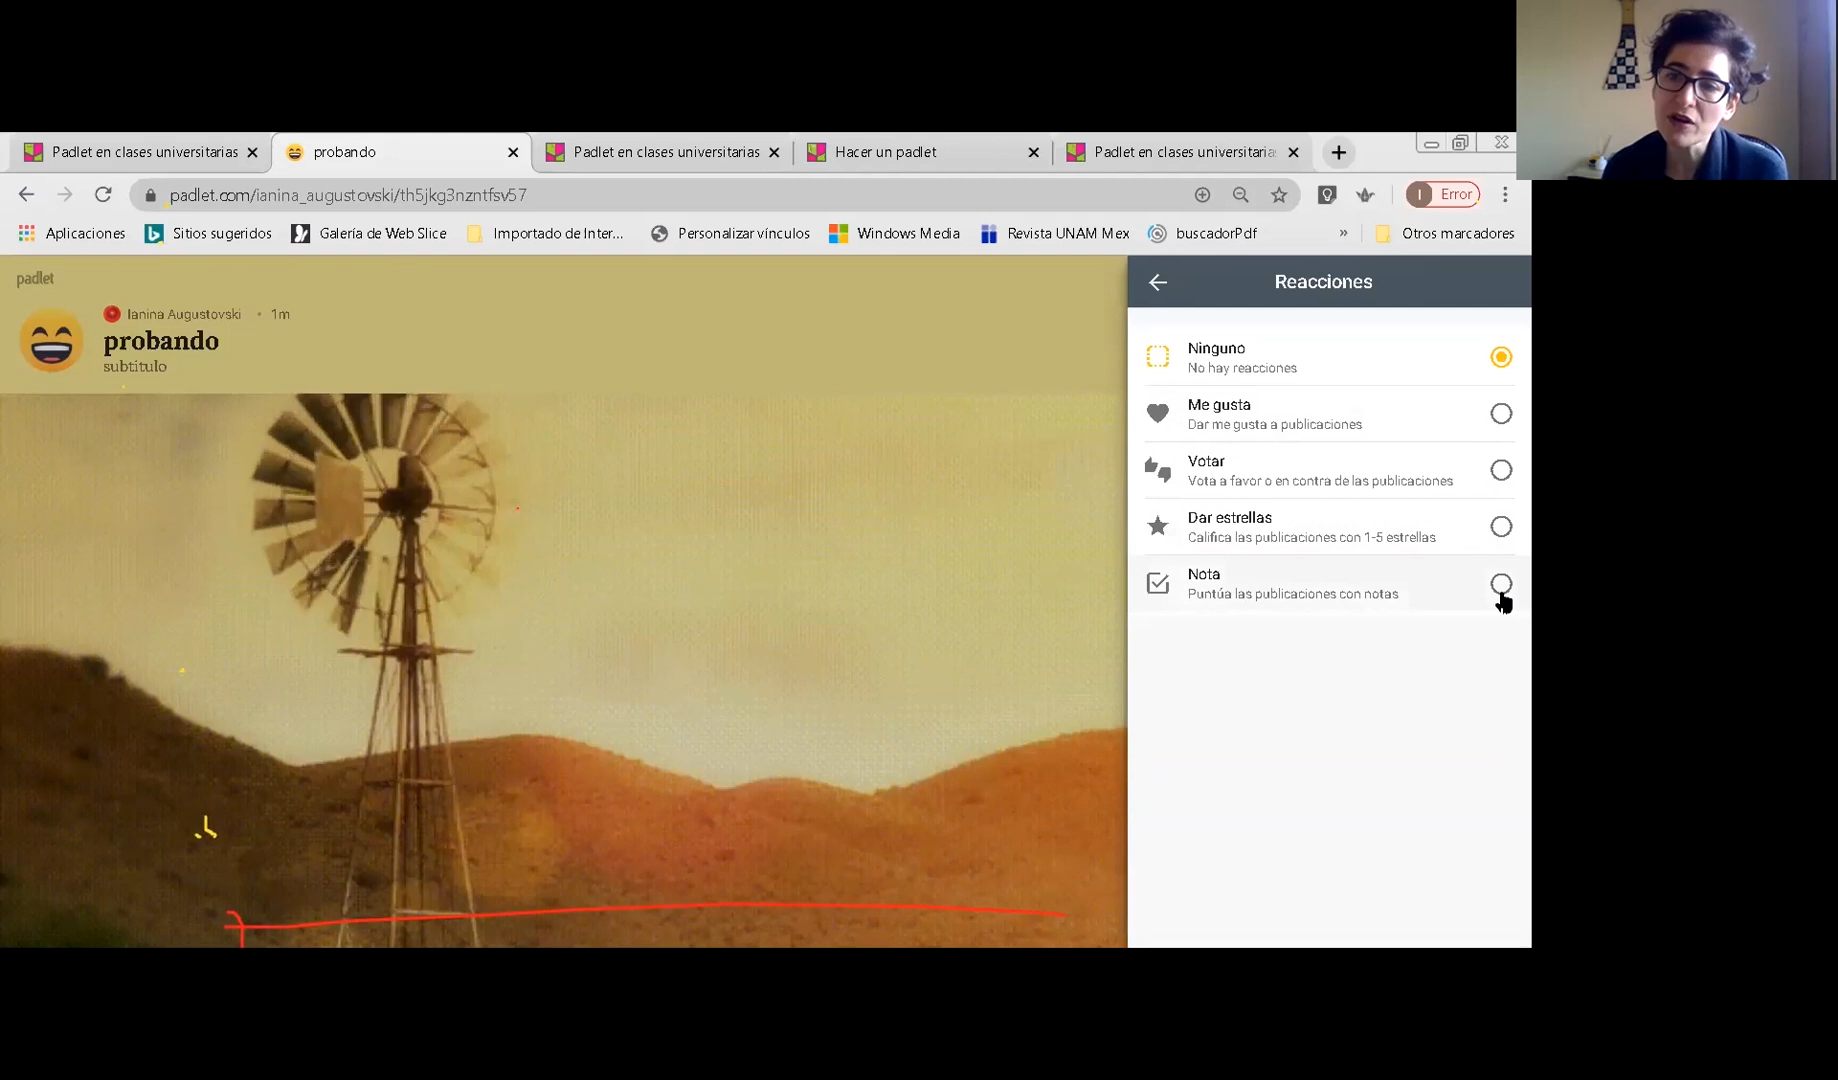 Padlet en clases universitarias
probando
Padlet en clases universitarias
Hacer un padlet
Padlet en clases universitaria
padlet.com/ianina_augustovski/th5jkg3nzntfsv57
I Error
Aplicaciones
Sitios sugeridos
Galería de Web Slice
Importado de Inter...
Personalizar vínculos
Windows Media
Revista UNAM Mex
buscadorPdf
»
Otros marcadores
padlet
Ianina Augustovski • 1m
probando
subtitulo
Reacciones
Ninguno
No hay reacciones
Me gusta
Dar me gusta a publicaciones
Votar
Vota a favor o en contra de las publicaciones
Dar estrellas
Califica las publicaciones con 1-5 estrellas
Nota
Puntúa las publicaciones con notas